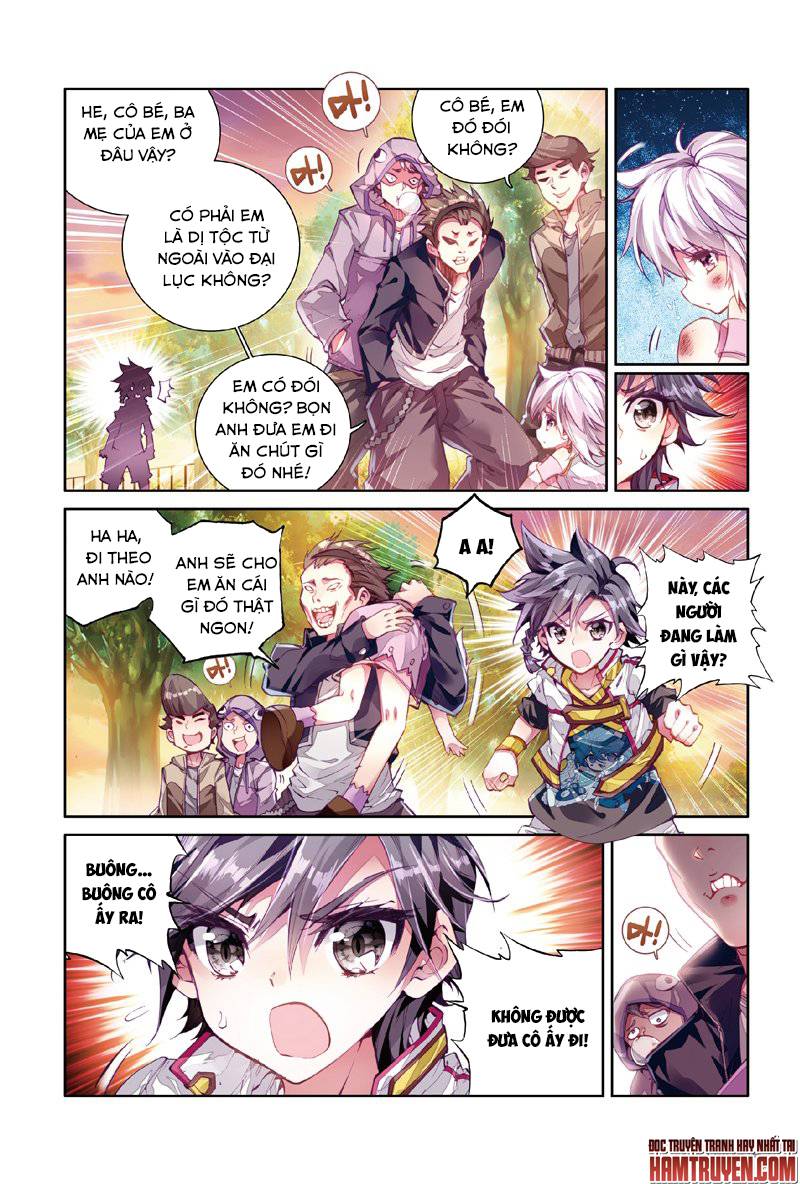 HE, CÔ BÉ, BA
MẸ CỦA EM Ở
ĐÂU VẬY?
CÓ PHẢI EM
LÀ DỊ TỘC TỪ
NGOÀI VÀO ĐẠI
LỤC KHÔNG?
CÔ BÉ, EM
ĐÓ ĐÓI
KHÔNG?
EM CÓ ĐÓI
KHÔNG? BỌN
ANH ĐƯA EM ĐI
ĂN CHÚT GÌ
ĐÓ NHÉ!
HA HA,
ĐI THEO
ANH NÀO!
ANH SẼ CHO
EM ĂN CÁI
GÌ ĐÓ THẬT
NGON!
A A!
NÀY, CÁC
NGƯỜI
ĐANG LÀM
GÌ VẬY?
BUÔNG...
BUÔNG CÔ
ẤY RA!
KHÔNG ĐƯỢC
ĐƯA CÔ ẤY ĐI!
ĐỌC TRUYỆN TRANH HAY NHẤT TẠI
HAMTRUYEN.COM